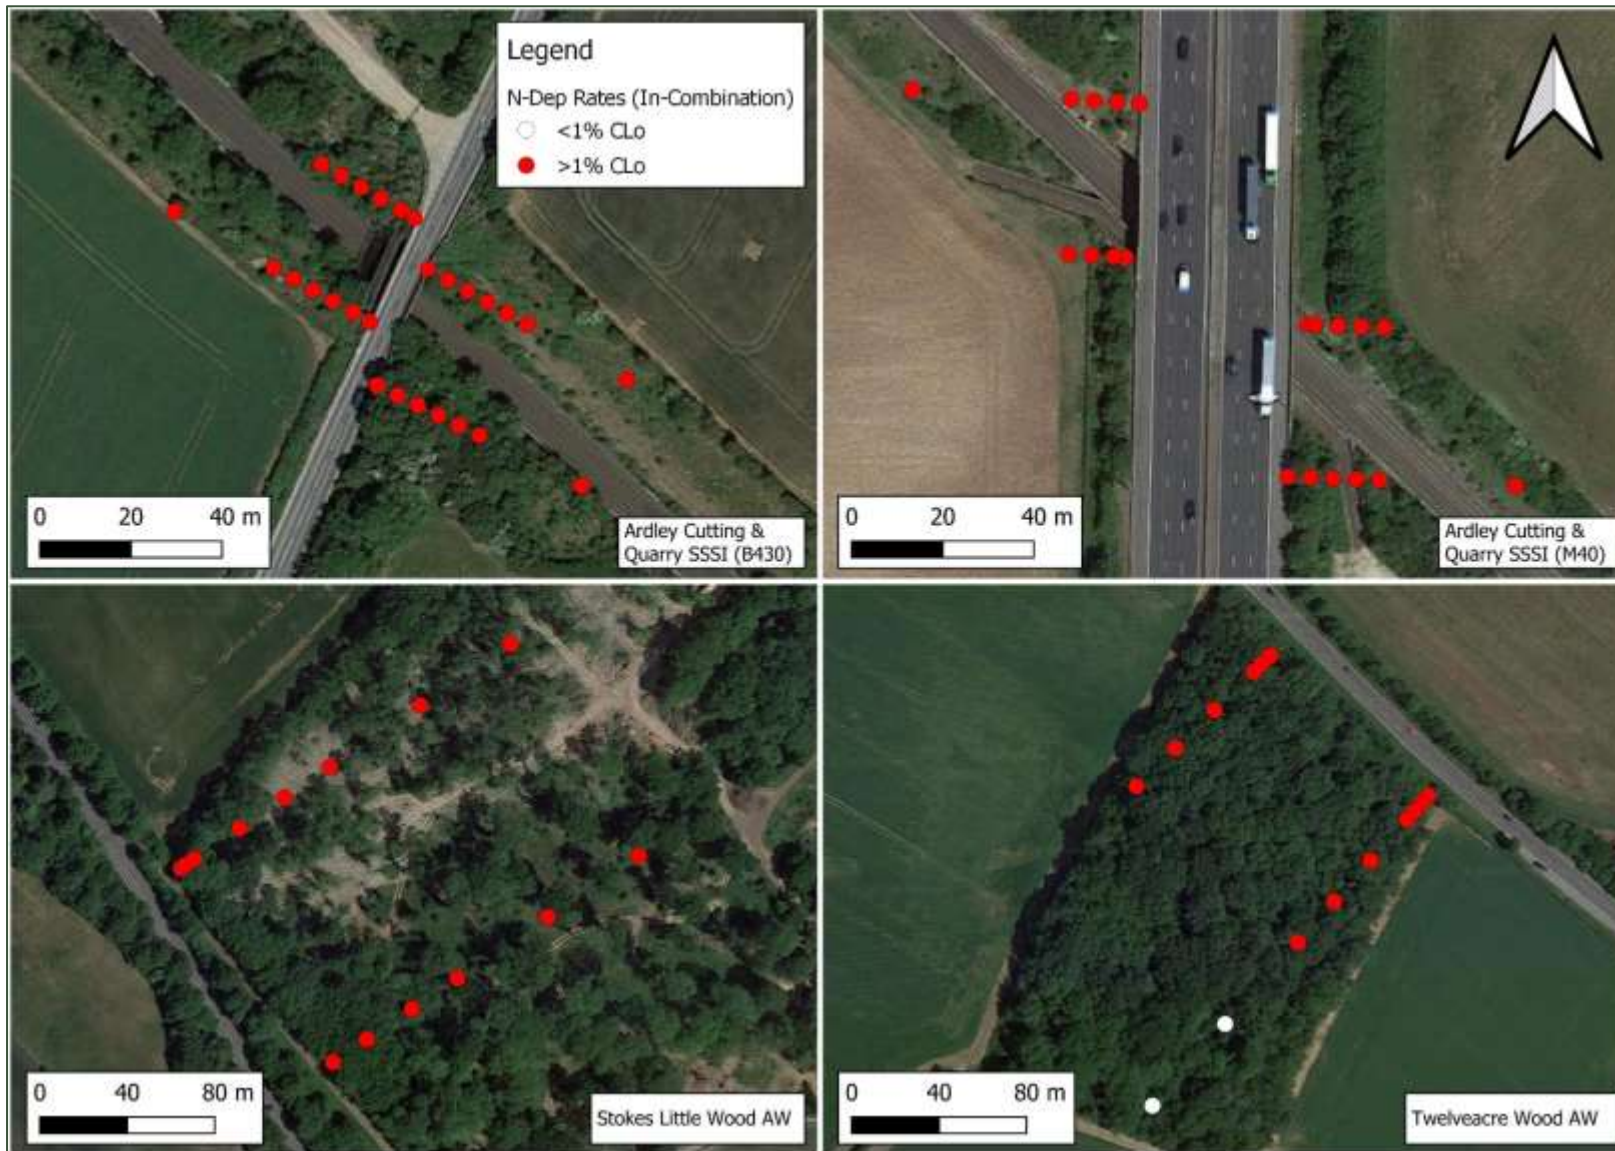 Legend
N-Dep Rates (In-Combination)
<1% CLo
>1% CLo
0 20 40 m
Ardley Cutting &
Quarry SSSI (B430)
0 20 40 m
Ardley Cutting &
Quarry SSSI (M40)
0 40 80 m
Stokes Little Wood AW
0 40 80 m
Twelveacre Wood AW